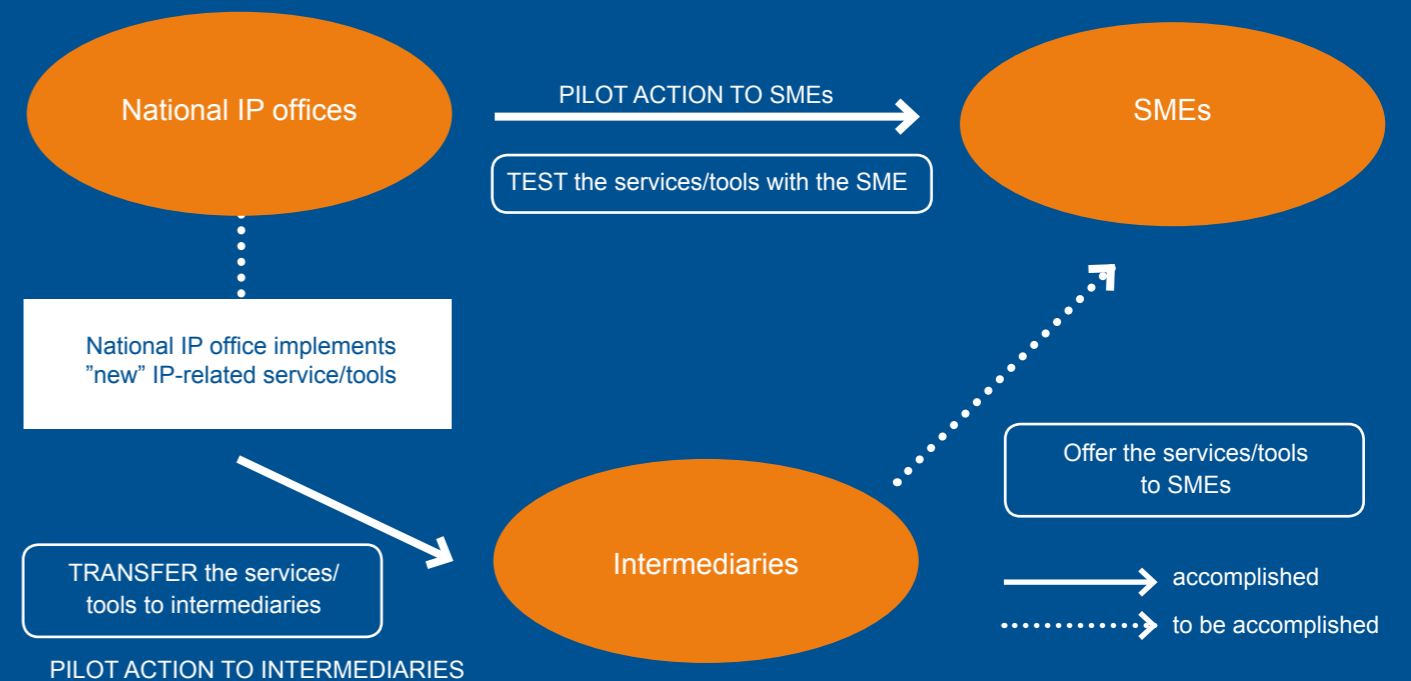 National IP offices
PILOT ACTION TO SMEs
SMEs
TEST the services/tools with the SME
National IP office implements
”new” IP-related service/tools
Offer the services/tools
to SMEs
Intermediaries
TRANSFER the services/
tools to intermediaries
accomplished
to be accomplished
PILOT ACTION TO INTERMEDIARIES